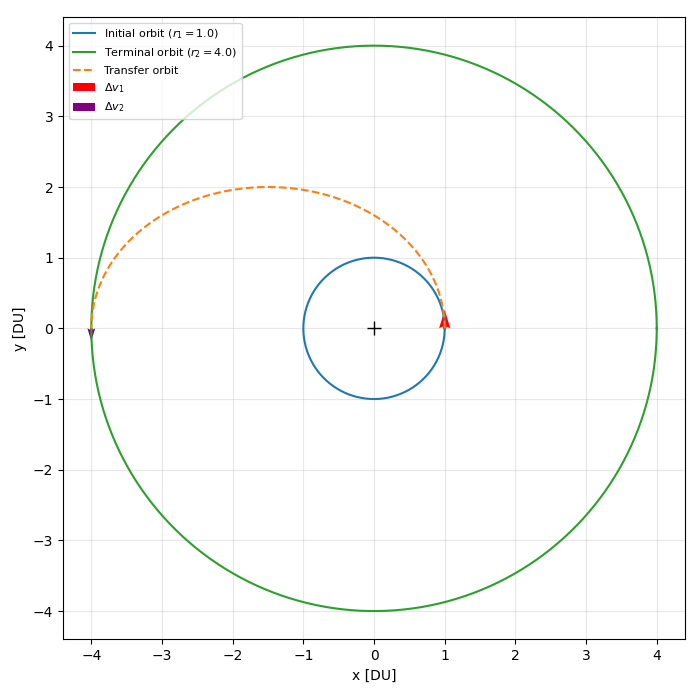 Initial orbit (r₁ = 1.0)
Terminal orbit (r₂ = 4.0)
Transfer orbit
Δv₁
Δv₂
4
3
2
1
0
−1
−2
−3
−4
y [DU]
−4 −3 −2 −1 0 1 2 3 4
x [DU]